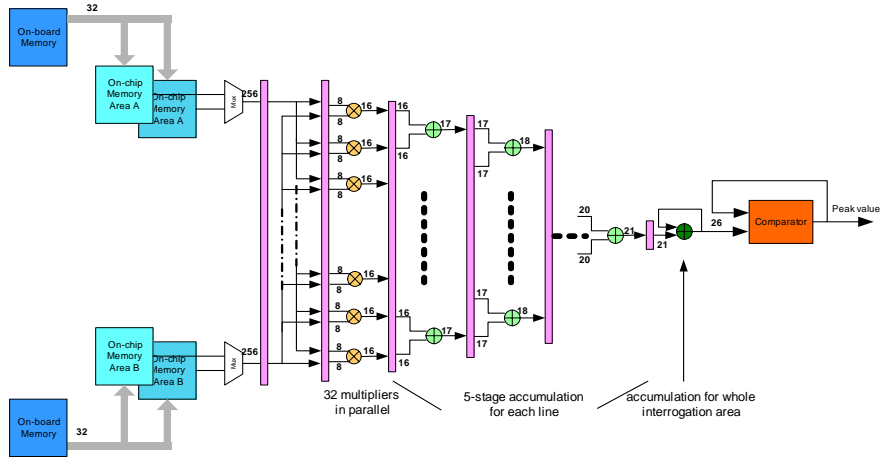 On-board
Memory
32
On-chip
Memory
Area A
On-chip
Memory
Area A
Mux
256
8
8
16
8
8
16
8
8
16
8
8
16
8
8
16
8
8
16
16
16
17
16
16
17
17
17
18
17
17
18
20
20
21
21
26
Comparator
Peak value
On-chip
Memory
Area B
On-chip
Memory
Area B
Mux
256
On-board
Memory
32
32 multipliers
in parallel
5-stage accumulation
for each line
accumulation for whole
interrogation area